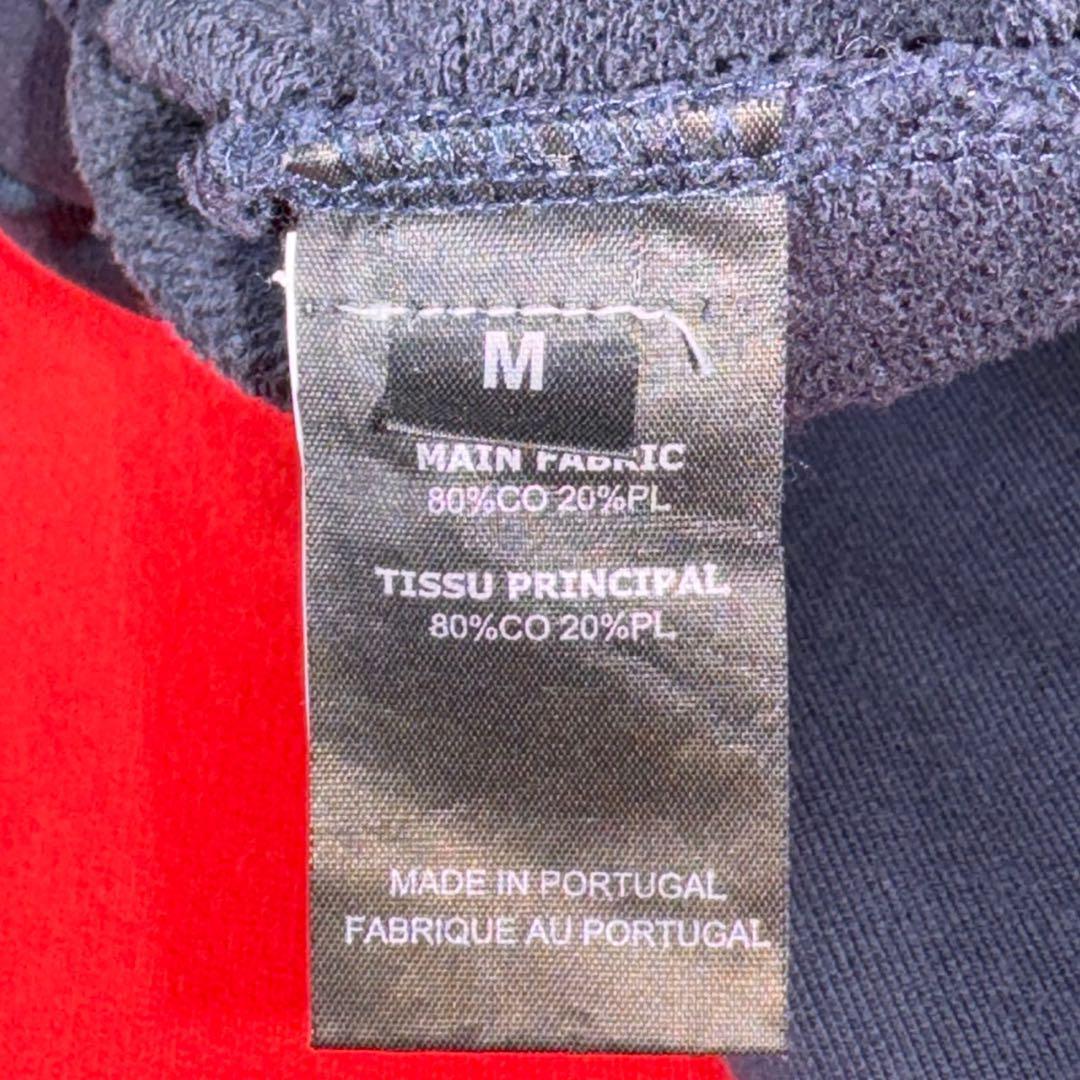 M
MAIN FABRIC
80%CO 20%PL
TISSU PRINCIPAL
80%CO 20%PL
MADE IN PORTUGAL
FABRIQUE AU PORTUGAL